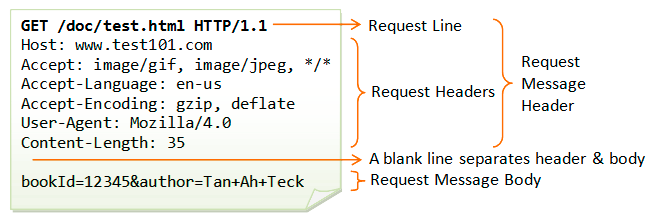 GET /doc/test.html HTTP/1.1
Host: www.test101.com
Accept: image/gif, image/jpeg, */*
Accept-Language: en-us
Accept-Encoding: gzip, deflate
User-Agent: Mozilla/4.0
Content-Length: 35
bookId=12345&author=Tan+Ah+Teck
Request Line
Request Headers
Request
Message
Header
A blank line separates header & body
Request Message Body